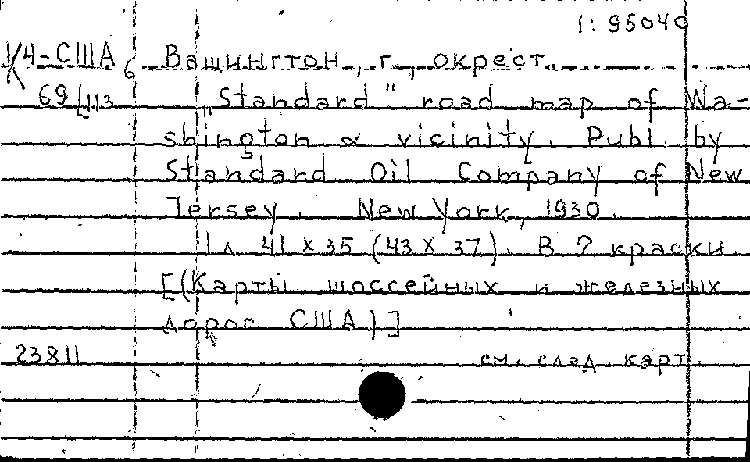 1: 95040
К4-США 6 Вашингтон, г., окрест.
69/113 „Standard" road map of Wa-
shington & vicinity. Publ. by
Standard Oil Company of New
Jersey. New York, 1930.
1 л. 41 x 35 (43 x 37). В 7 краски.
[(Карты шоссейных и железных
дорог США)]
23811 см. след. карт.